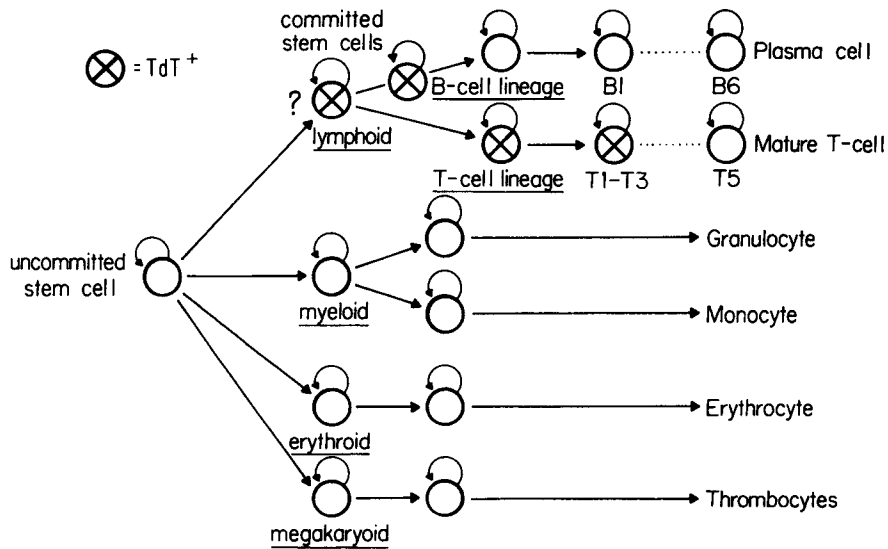 committed
stem cells
= TdT+
Plasma cell
B-cell lineage
B1
B6
?
lymphoid
Mature T-cell
T-cell lineage
T1-T3
T5
Granulocyte
uncommitted
stem cell
myeloid
Monocyte
Erythrocyte
erythroid
Thrombocytes
megakaryoid